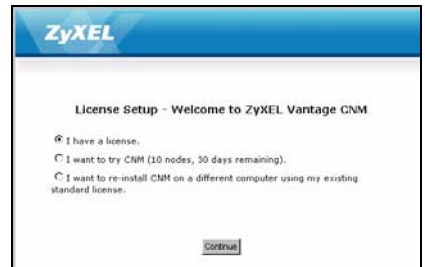 ZyXEL
License Setup - Welcome to ZyXEL Vantage CNM
I have a license.
I want to try CNM (10 nodes, 30 days remaining).
I want to re-install CNM on a different computer using my existing
standard license.
Continue